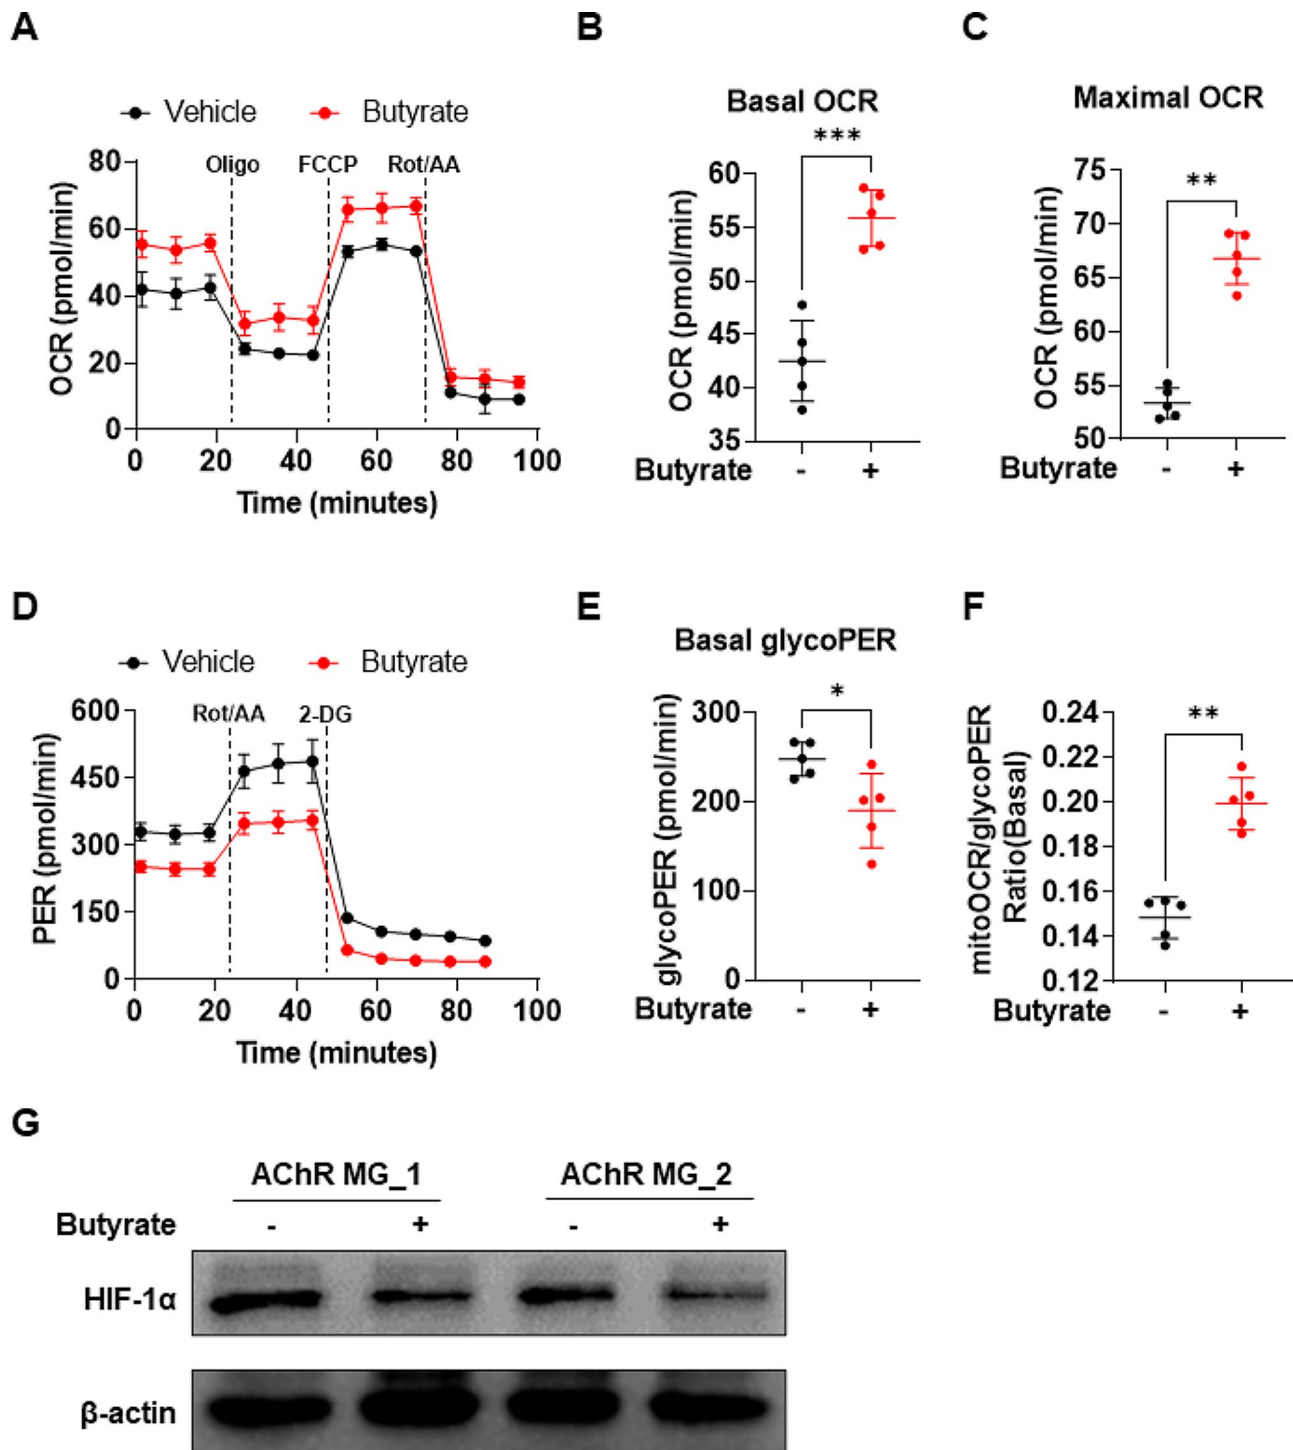 A
Vehicle Butyrate
Oligo FCCP Rot/AA
OCR (pmol/min)
80
60
40
20
0
0 20 40 60 80 100
Time (minutes)
B
Basal OCR
***
OCR (pmol/min)
60
55
50
45
40
35
Butyrate - +
C
Maximal OCR
**
OCR (pmol/min)
75
70
65
60
55
50
Butyrate - +
D
Vehicle Butyrate
Rot/AA 2-DG
PER (pmol/min)
600
450
300
150
0
0 20 40 60 80 100
Time (minutes)
E
Basal glycoPER
*
glycoPER (pmol/min)
300
200
100
0
Butyrate - +
F
**
mitoOCR/glycoPER
Ratio(Basal)
0.24
0.22
0.20
0.18
0.16
0.14
0.12
Butyrate - +
G
AChR MG_1 AChR MG_2
Butyrate - + - +
HIF-1α
β-actin